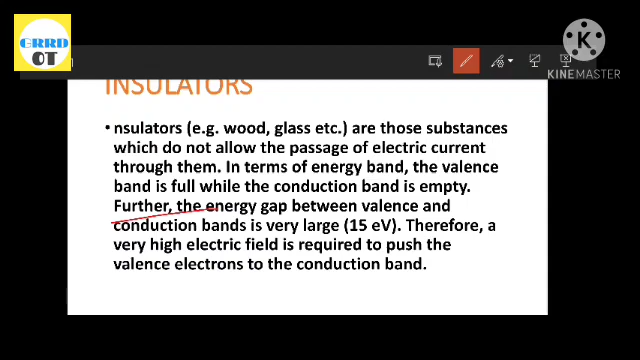 GRRD
OT
KINEMASTER
INSULATORS
• nsulators (e.g. wood, glass etc.) are those substances
which do not allow the passage of electric current
through them. In terms of energy band, the valence
band is full while the conduction band is empty.
Further, the energy gap between valence and
conduction bands is very large (15 eV). Therefore, a
very high electric field is required to push the
valence electrons to the conduction band.